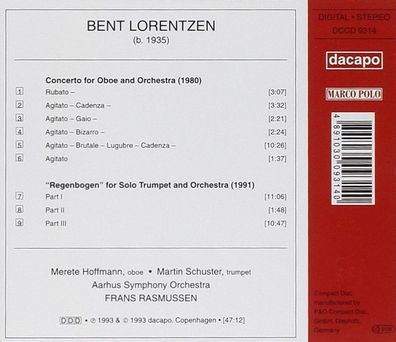 BENT LORENTZEN
(b. 1935)
Concerto for Oboe and Orchestra (1980)
1 Rubato – [3:07]
2 Agitato – Cadenza – [3:32]
3 Agitato – Gaio – [2:21]
4 Agitato – Bizarro – [2:24]
5 Agitato – Brutale – Lugubre – Cadenza – [10:26]
6 Agitato [1:37]
"Regenbogen" for Solo Trumpet and Orchestra (1991)
7 Part I [11:06]
8 Part II [1:48]
9 Part III [10:47]
Merete Hoffmann, oboe • Martin Schuster, trumpet
Aarhus Symphony Orchestra
FRANS RASMUSSEN
DDD • ℗ 1993 & © 1993 dacapo, Copenhagen • [47:12]
DIGITAL • STEREO
DCCD 9314
dacapo
MARCO POLO
4891030093140
Compact Disc
manufactured by
P&O Compact Disc,
GmbH, Diepholz,
Germany